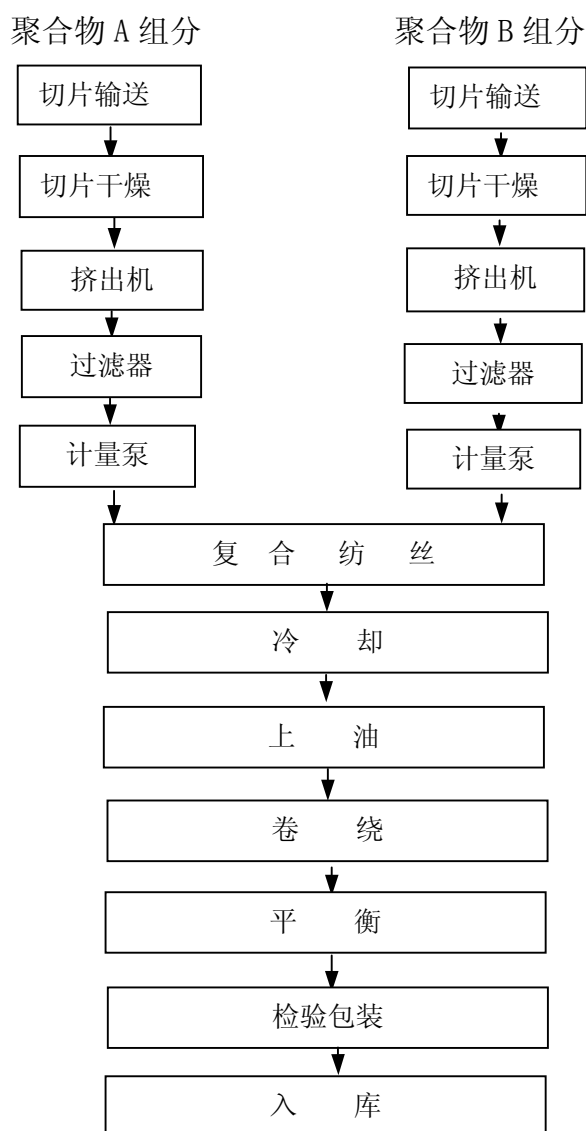 聚合物 A 组分 聚合物 B 组分
切片输送 切片输送
切片干燥 切片干燥
挤出机 挤出机
过滤器 过滤器
计量泵 计量泵
复 合 纺 丝
冷 却
上 油
卷 绕
平 衡
检验包装
入 库